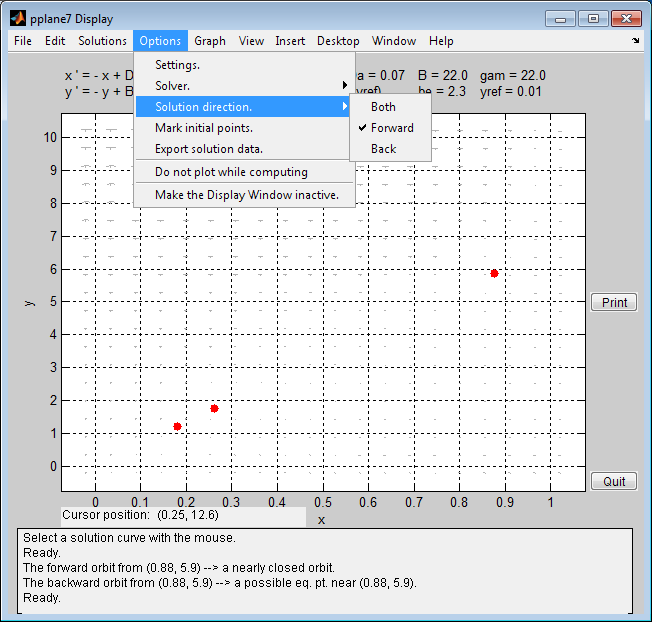 pplane7 Display
File Edit Solutions Options Graph View Insert Desktop Window Help
Settings.
Solver.
Solution direction.
Mark initial points.
Export solution data.
Do not plot while computing
Make the Display Window inactive.
Both
Forward
Back
x ' = - x + D a = 0.07 B = 22.0 gam = 22.0
y ' = - y + B yref) be = 2.3 yref = 0.01
10
9
8
7
6
5
4
3
2
1
0
y
0 0.1 0.2 0.3 0.4 0.5 0.6 0.7 0.8 0.9 1
x
Print
Quit
Cursor position: (0.25, 12.6)
Select a solution curve with the mouse.
Ready.
The forward orbit from (0.88, 5.9) --> a nearly closed orbit.
The backward orbit from (0.88, 5.9) --> a possible eq. pt. near (0.88, 5.9).
Ready.